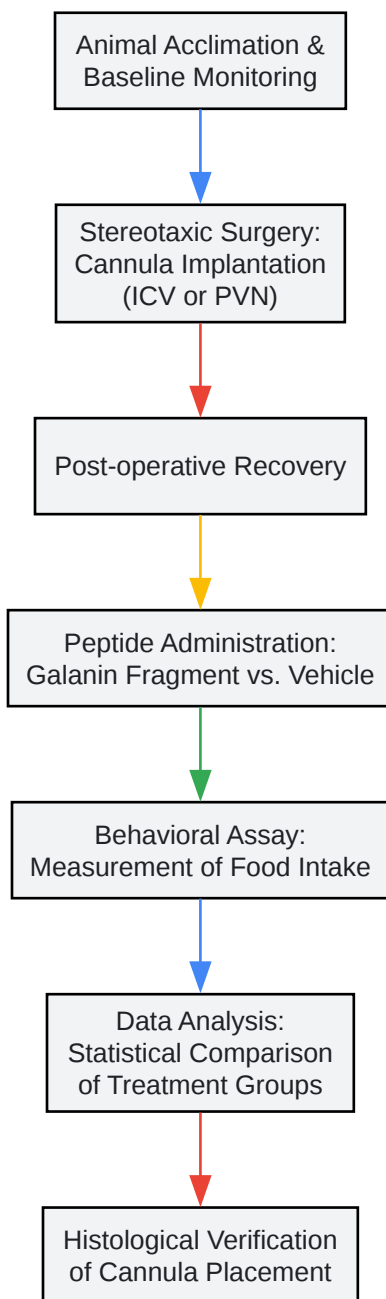 Animal Acclimation &
Baseline Monitoring
Stereotaxic Surgery:
Cannula Implantation
(ICV or PVN)
Post-operative Recovery
Peptide Administration:
Galanin Fragment vs. Vehicle
Behavioral Assay:
Measurement of Food Intake
Data Analysis:
Statistical Comparison
of Treatment Groups
Histological Verification
of Cannula Placement